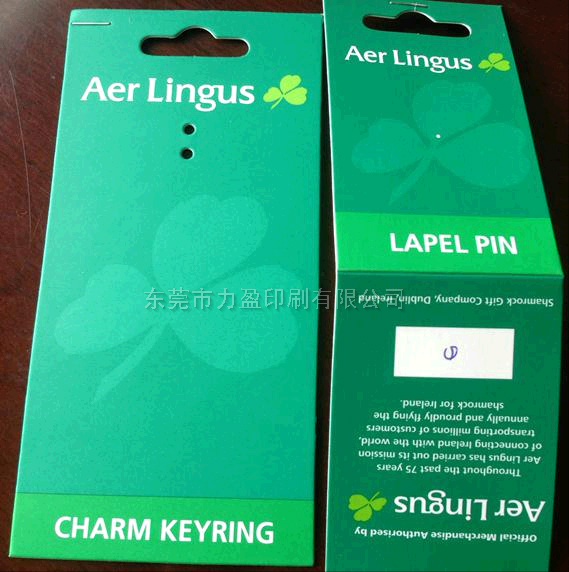 Aer Lingus
CHARM KEYRING
Aer Lingus
LAPEL PIN
东莞市力盈印刷有限公司
Official Merchandise Authorised by
Aer Lingus
Throughout the past 75 years
Aer Lingus has carried out its mission
of connecting Ireland with the world,
transporting millions of customers
annually and proudly flying the
shamrock for Ireland.
Shamrock Gift Company, Dublin, Ireland